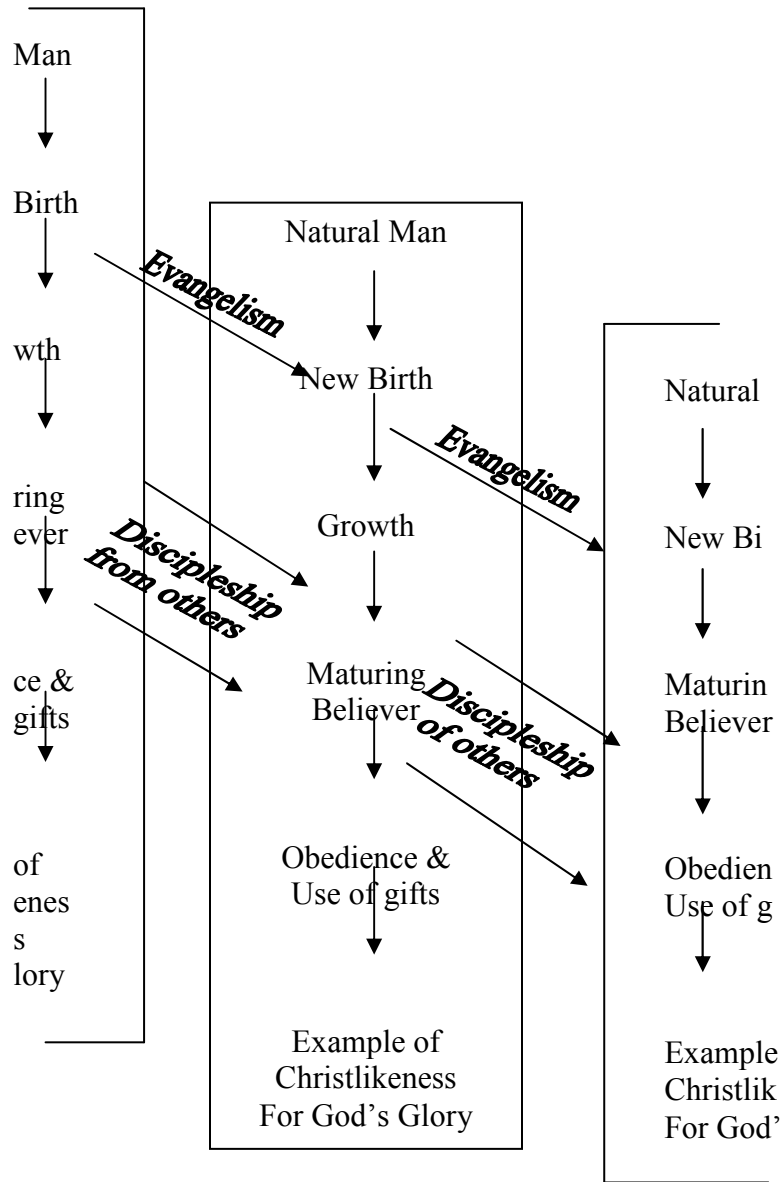 Man
Birth
wth
ring
ever
ce &
gifts
of
enes
s
lory
Evangelism
Discipleship
from others
Natural Man
New Birth
Growth
Maturing
Believer
Obedience &
Use of gifts
Example of
Christlikeness
For God's Glory
Evangelism
Discipleship
of others
Natural
New Bi
Maturin
Believer
Obedien
Use of g
Example
Christlik
For God'